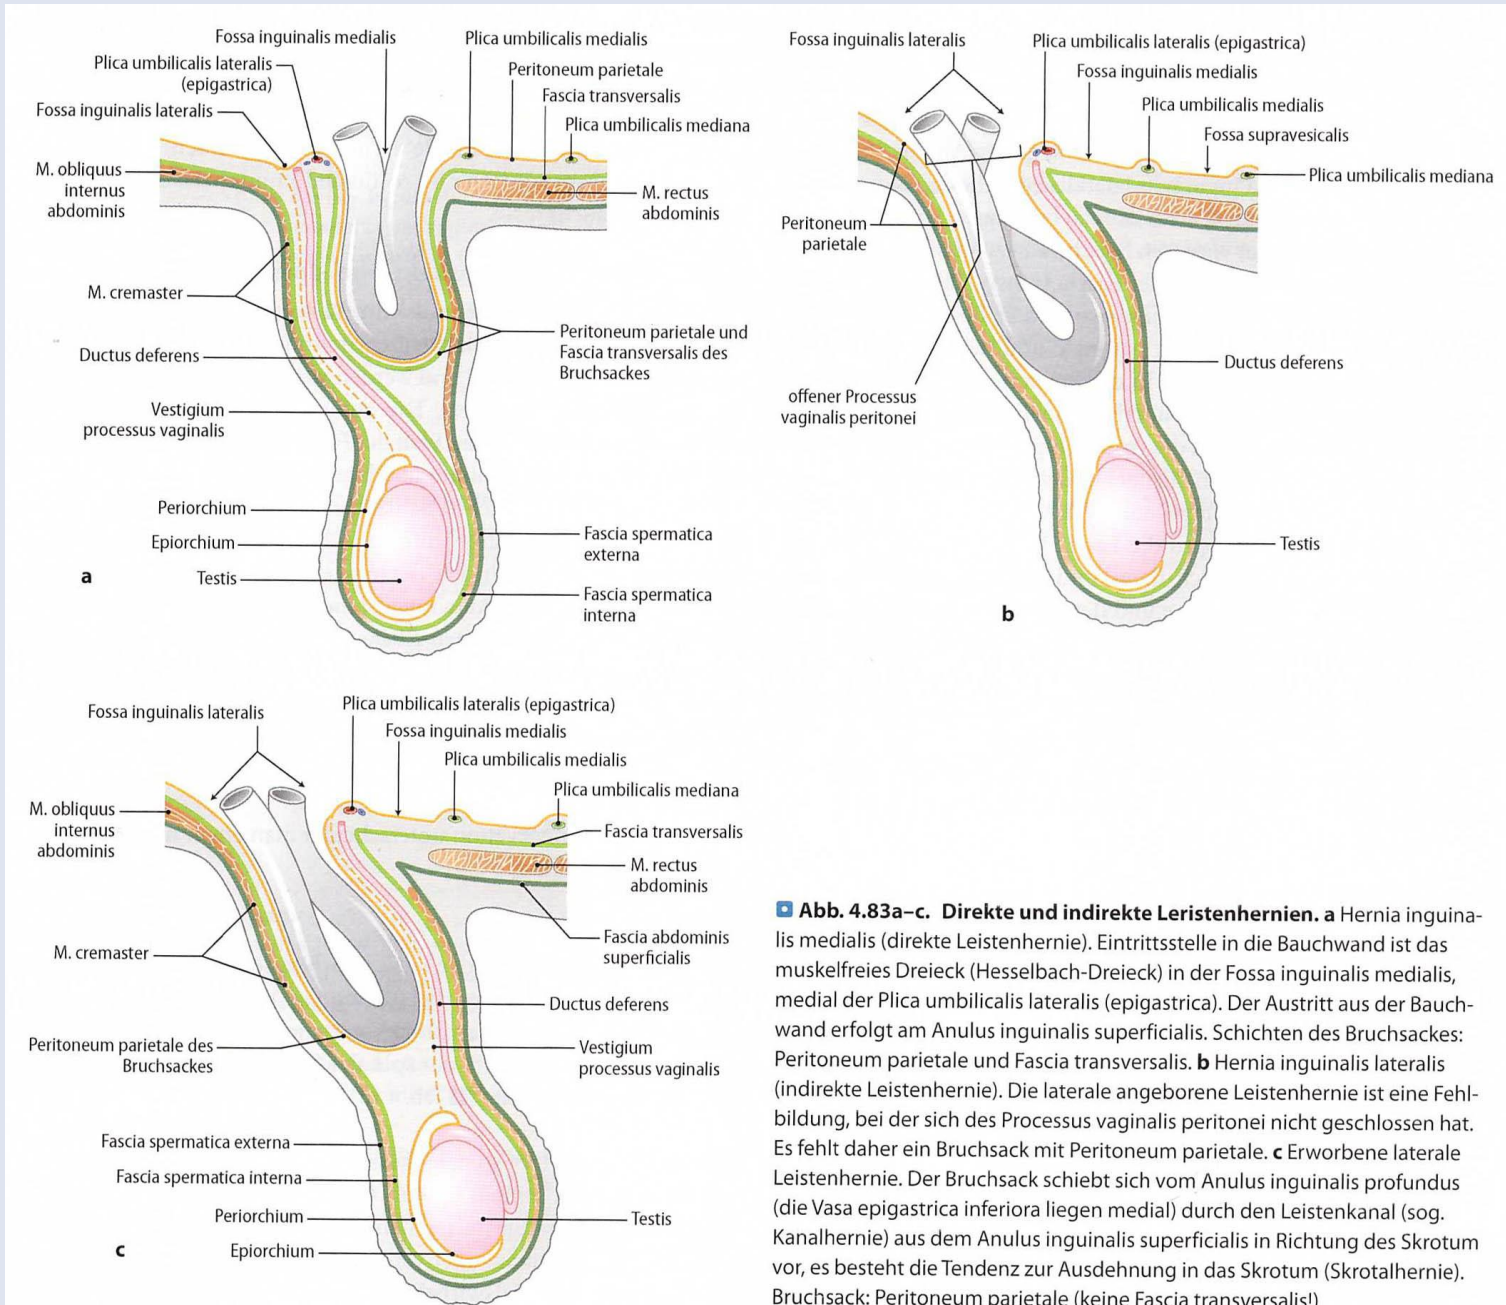 Fossa inguinalis medialis
Plica umbilicalis medialis
Plica umbilicalis lateralis
(epigastrica)
Peritoneum parietale
Fascia transversalis
Fossa inguinalis lateralis
Plica umbilicalis mediana
M. obliquus
internus
abdominis
M. rectus
abdominis
M. cremaster
Peritoneum parietale und
Fascia transversalis des
Bruchsackes
Ductus deferens
Vestigium
processus vaginalis
Periorchium
Epiorchium
Testis
Fascia spermatica
externa
Fascia spermatica
interna
a
Fossa inguinalis lateralis
Plica umbilicalis lateralis (epigastrica)
Fossa inguinalis medialis
Plica umbilicalis medialis
Fossa supravesicalis
Plica umbilicalis mediana
Peritoneum
parietale
offener Processus
vaginalis peritonei
Ductus deferens
Testis
b
Fossa inguinalis lateralis
Plica umbilicalis lateralis (epigastrica)
Fossa inguinalis medialis
Plica umbilicalis medialis
Plica umbilicalis mediana
M. obliquus
internus
abdominis
Fascia transversalis
M. rectus
abdominis
M. cremaster
Fascia abdominis
superficialis
Ductus deferens
Peritoneum parietale des
Bruchsackes
Vestigium
processus vaginalis
Fascia spermatica externa
Fascia spermatica interna
Periorchium
Epiorchium
Testis
c
Abb. 4.83a–c. Direkte und indirekte Leristenhernien. a Hernia inguina-
lis medialis (direkte Leistenhernie). Eintrittsstelle in die Bauchwand ist das
muskelfreies Dreieck (Hesselbach-Dreieck) in der Fossa inguinalis medialis,
medial der Plica umbilicalis lateralis (epigastrica). Der Austritt aus der Bauch-
wand erfolgt am Anulus inguinalis superficialis. Schichten des Bruchsackes:
Peritoneum parietale und Fascia transversalis. b Hernia inguinalis lateralis
(indirekte Leistenhernie). Die laterale angeborene Leistenhernie ist eine Fehl-
bildung, bei der sich des Processus vaginalis peritonei nicht geschlossen hat.
Es fehlt daher ein Bruchsack mit Peritoneum parietale. c Erworbene laterale
Leistenhernie. Der Bruchsack schiebt sich vom Anulus inguinalis profundus
(die Vasa epigastrica inferiora liegen medial) durch den Leistenkanal (sog.
Kanalhernie) aus dem Anulus inguinalis superficialis in Richtung des Skrotum
vor, es besteht die Tendenz zur Ausdehnung in das Skrotum (Skrotalhernie).
Bruchsack: Peritoneum parietale (keine Fascia transversalis!)